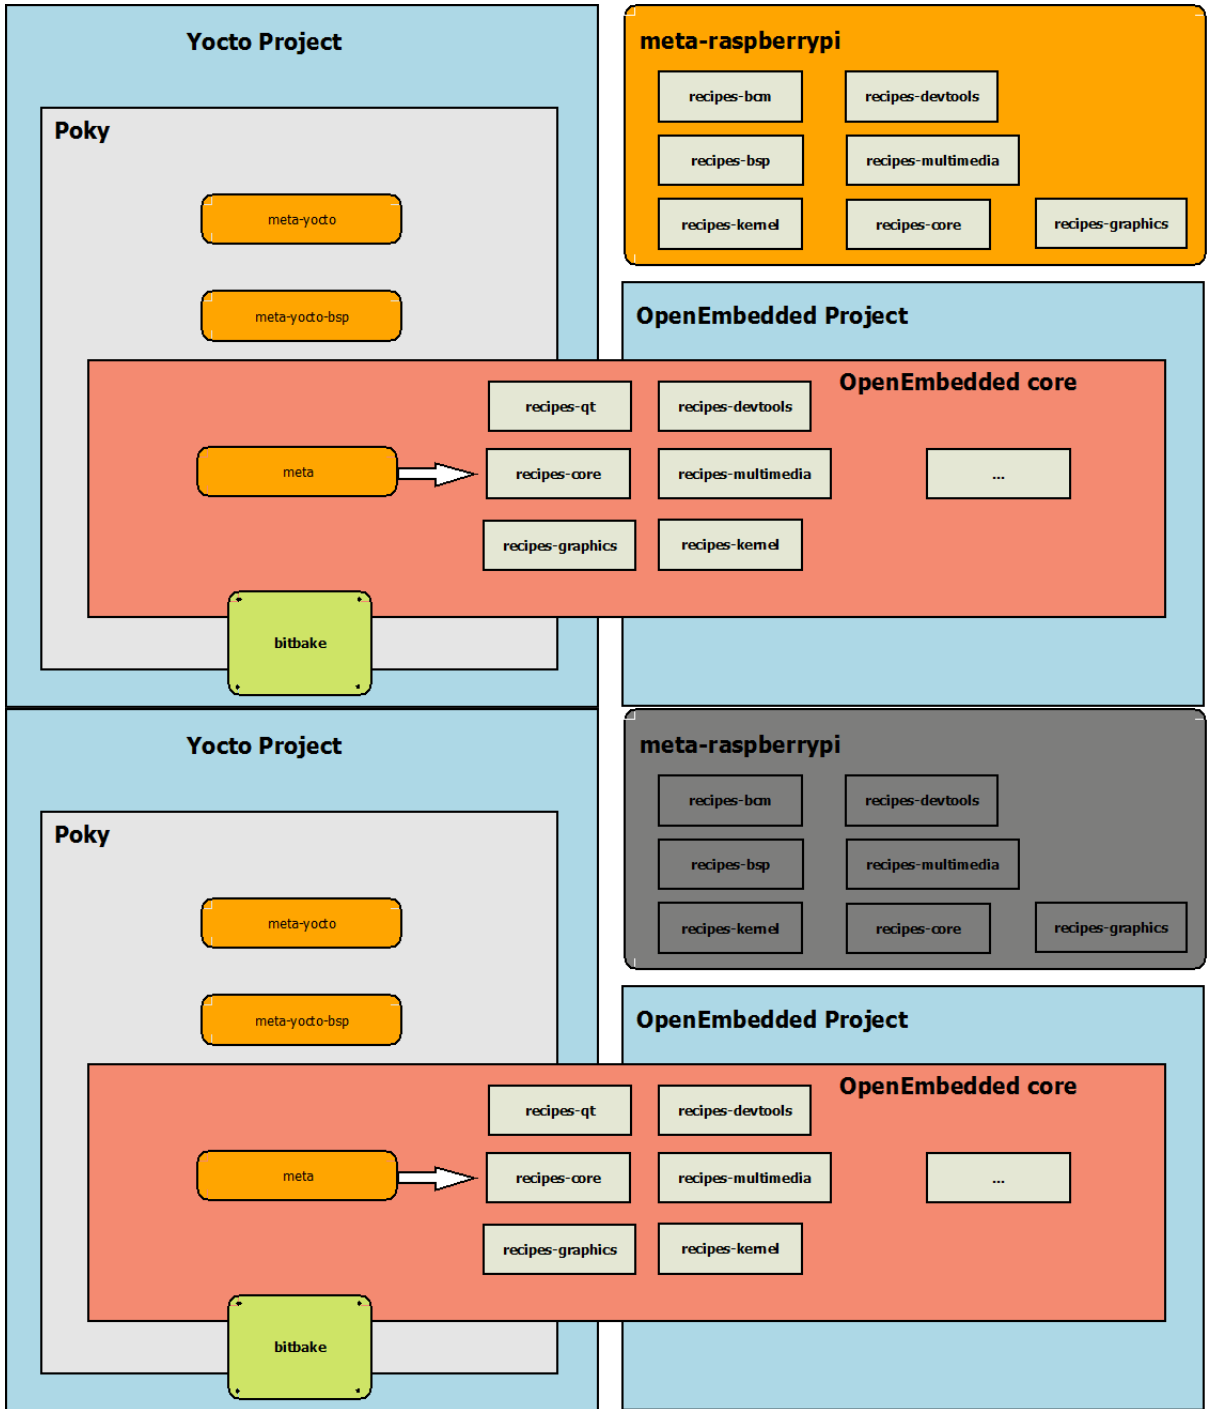 Yocto Project
Poky
meta-yocto
meta-yocto-bsp
meta-raspberrypi
recipes-bcm
recipes-devtools
recipes-bsp
recipes-multimedia
recipes-kernel
recipes-core
recipes-graphics
OpenEmbedded Project
OpenEmbedded core
recipes-qt
recipes-devtools
meta
recipes-core
recipes-multimedia
...
recipes-graphics
recipes-kernel
bitbake
Yocto Project
Poky
meta-yocto
meta-yocto-bsp
meta-raspberrypi
recipes-bcm
recipes-devtools
recipes-bsp
recipes-multimedia
recipes-kernel
recipes-core
recipes-graphics
OpenEmbedded Project
OpenEmbedded core
recipes-qt
recipes-devtools
meta
recipes-core
recipes-multimedia
...
recipes-graphics
recipes-kernel
bitbake